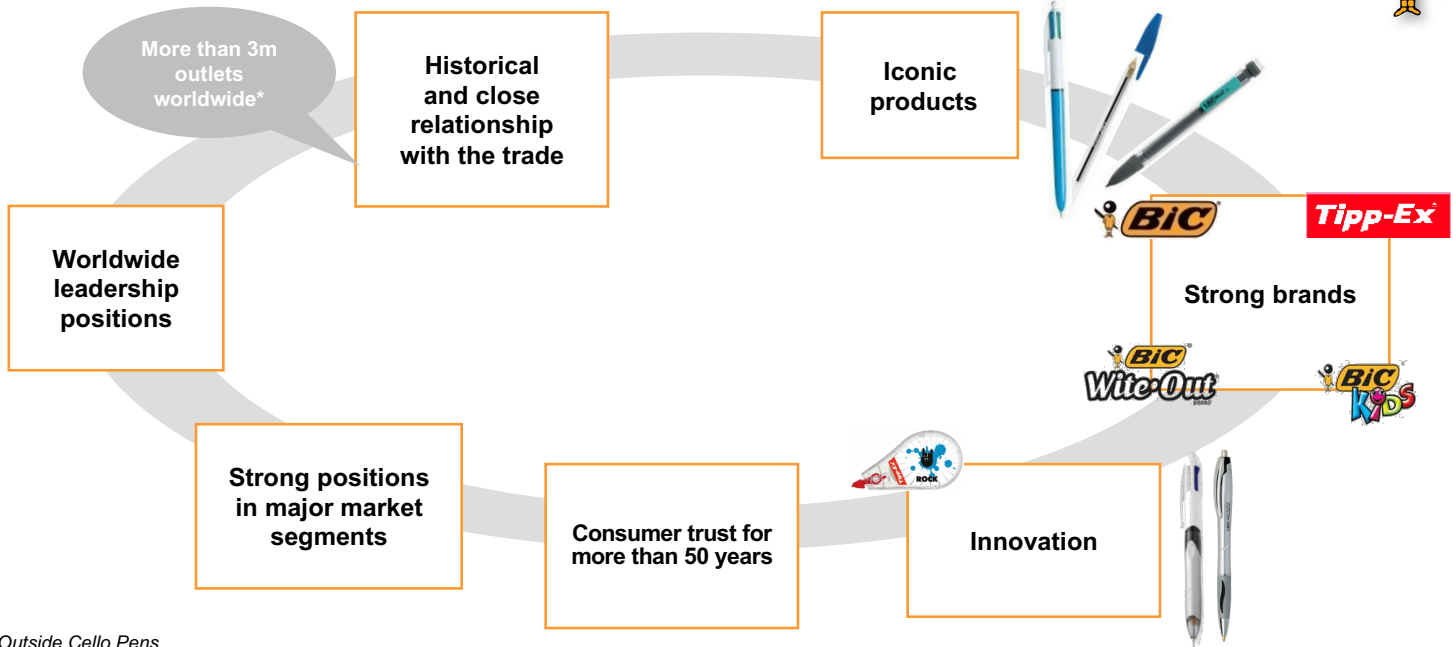 More than 3m
outlets
worldwide*
Historical
and close
relationship
with the trade
Iconic
products
BiC
Tipp-Ex
Worldwide
leadership
positions
Strong brands
BiC
Wite·Out
BRAND
BiC
KiDS
Strong positions
in major market
segments
ROCK
Consumer trust for
more than 50 years
Innovation
Outside Cello Pens